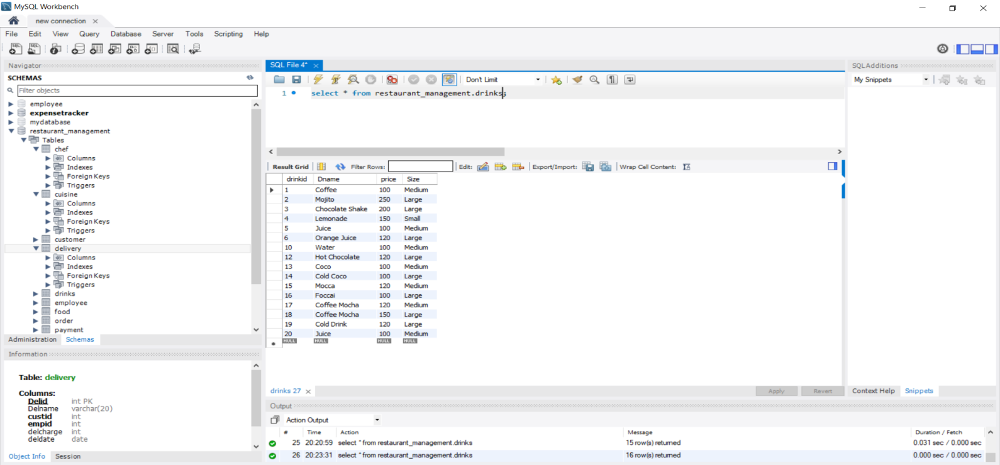 MySQL Workbench
new connection
File Edit View Query Database Server Tools Scripting Help
Navigator
SCHEMAS
Filter objects
employee
expensetracker
mydatabase
restaurant_management
Tables
chef
Columns
Indexes
Foreign Keys
Triggers
cuisine
Columns
Indexes
Foreign Keys
Triggers
customer
delivery
Columns
Indexes
Foreign Keys
Triggers
drinks
employee
food
order
payment
Administration Schemas
Information
Table: delivery
Columns:
Delid int PK
Delname varchar(20)
custid int
empid int
delcharge int
deldate date
Object Info Session
SQL File 4*
Don't Limit
1 select * from restaurant_management.drinks;
Result Grid Filter Rows: Edit: Export/Import: Wrap Cell Content:
drinkid Dname price Size
1 Coffee 100 Medium
2 Mojito 250 Large
3 Chocolate Shake 200 Large
4 Lemonade 150 Small
5 Juice 100 Medium
6 Orange Juice 120 Large
10 Water 100 Medium
12 Hot Chocolate 120 Large
13 Coco 100 Medium
14 Cold Coco 100 Large
15 Mocca 120 Medium
16 Foccai 100 Large
17 Coffee Mocha 120 Medium
18 Coffee Mocha 150 Large
19 Cold Drink 120 Large
20 Juice 100 Medium
NULL NULL NULL NULL
drinks 27
Apply Revert
Output
Action Output
# Time Action Message Duration / Fetch
25 20:20:59 select * from restaurant_management.drinks 15 row(s) returned 0.031 sec / 0.000 sec
26 20:23:31 select * from restaurant_management.drinks 16 row(s) returned 0.000 sec / 0.000 sec
SQLAdditions
My Snippets
Context Help Snippets